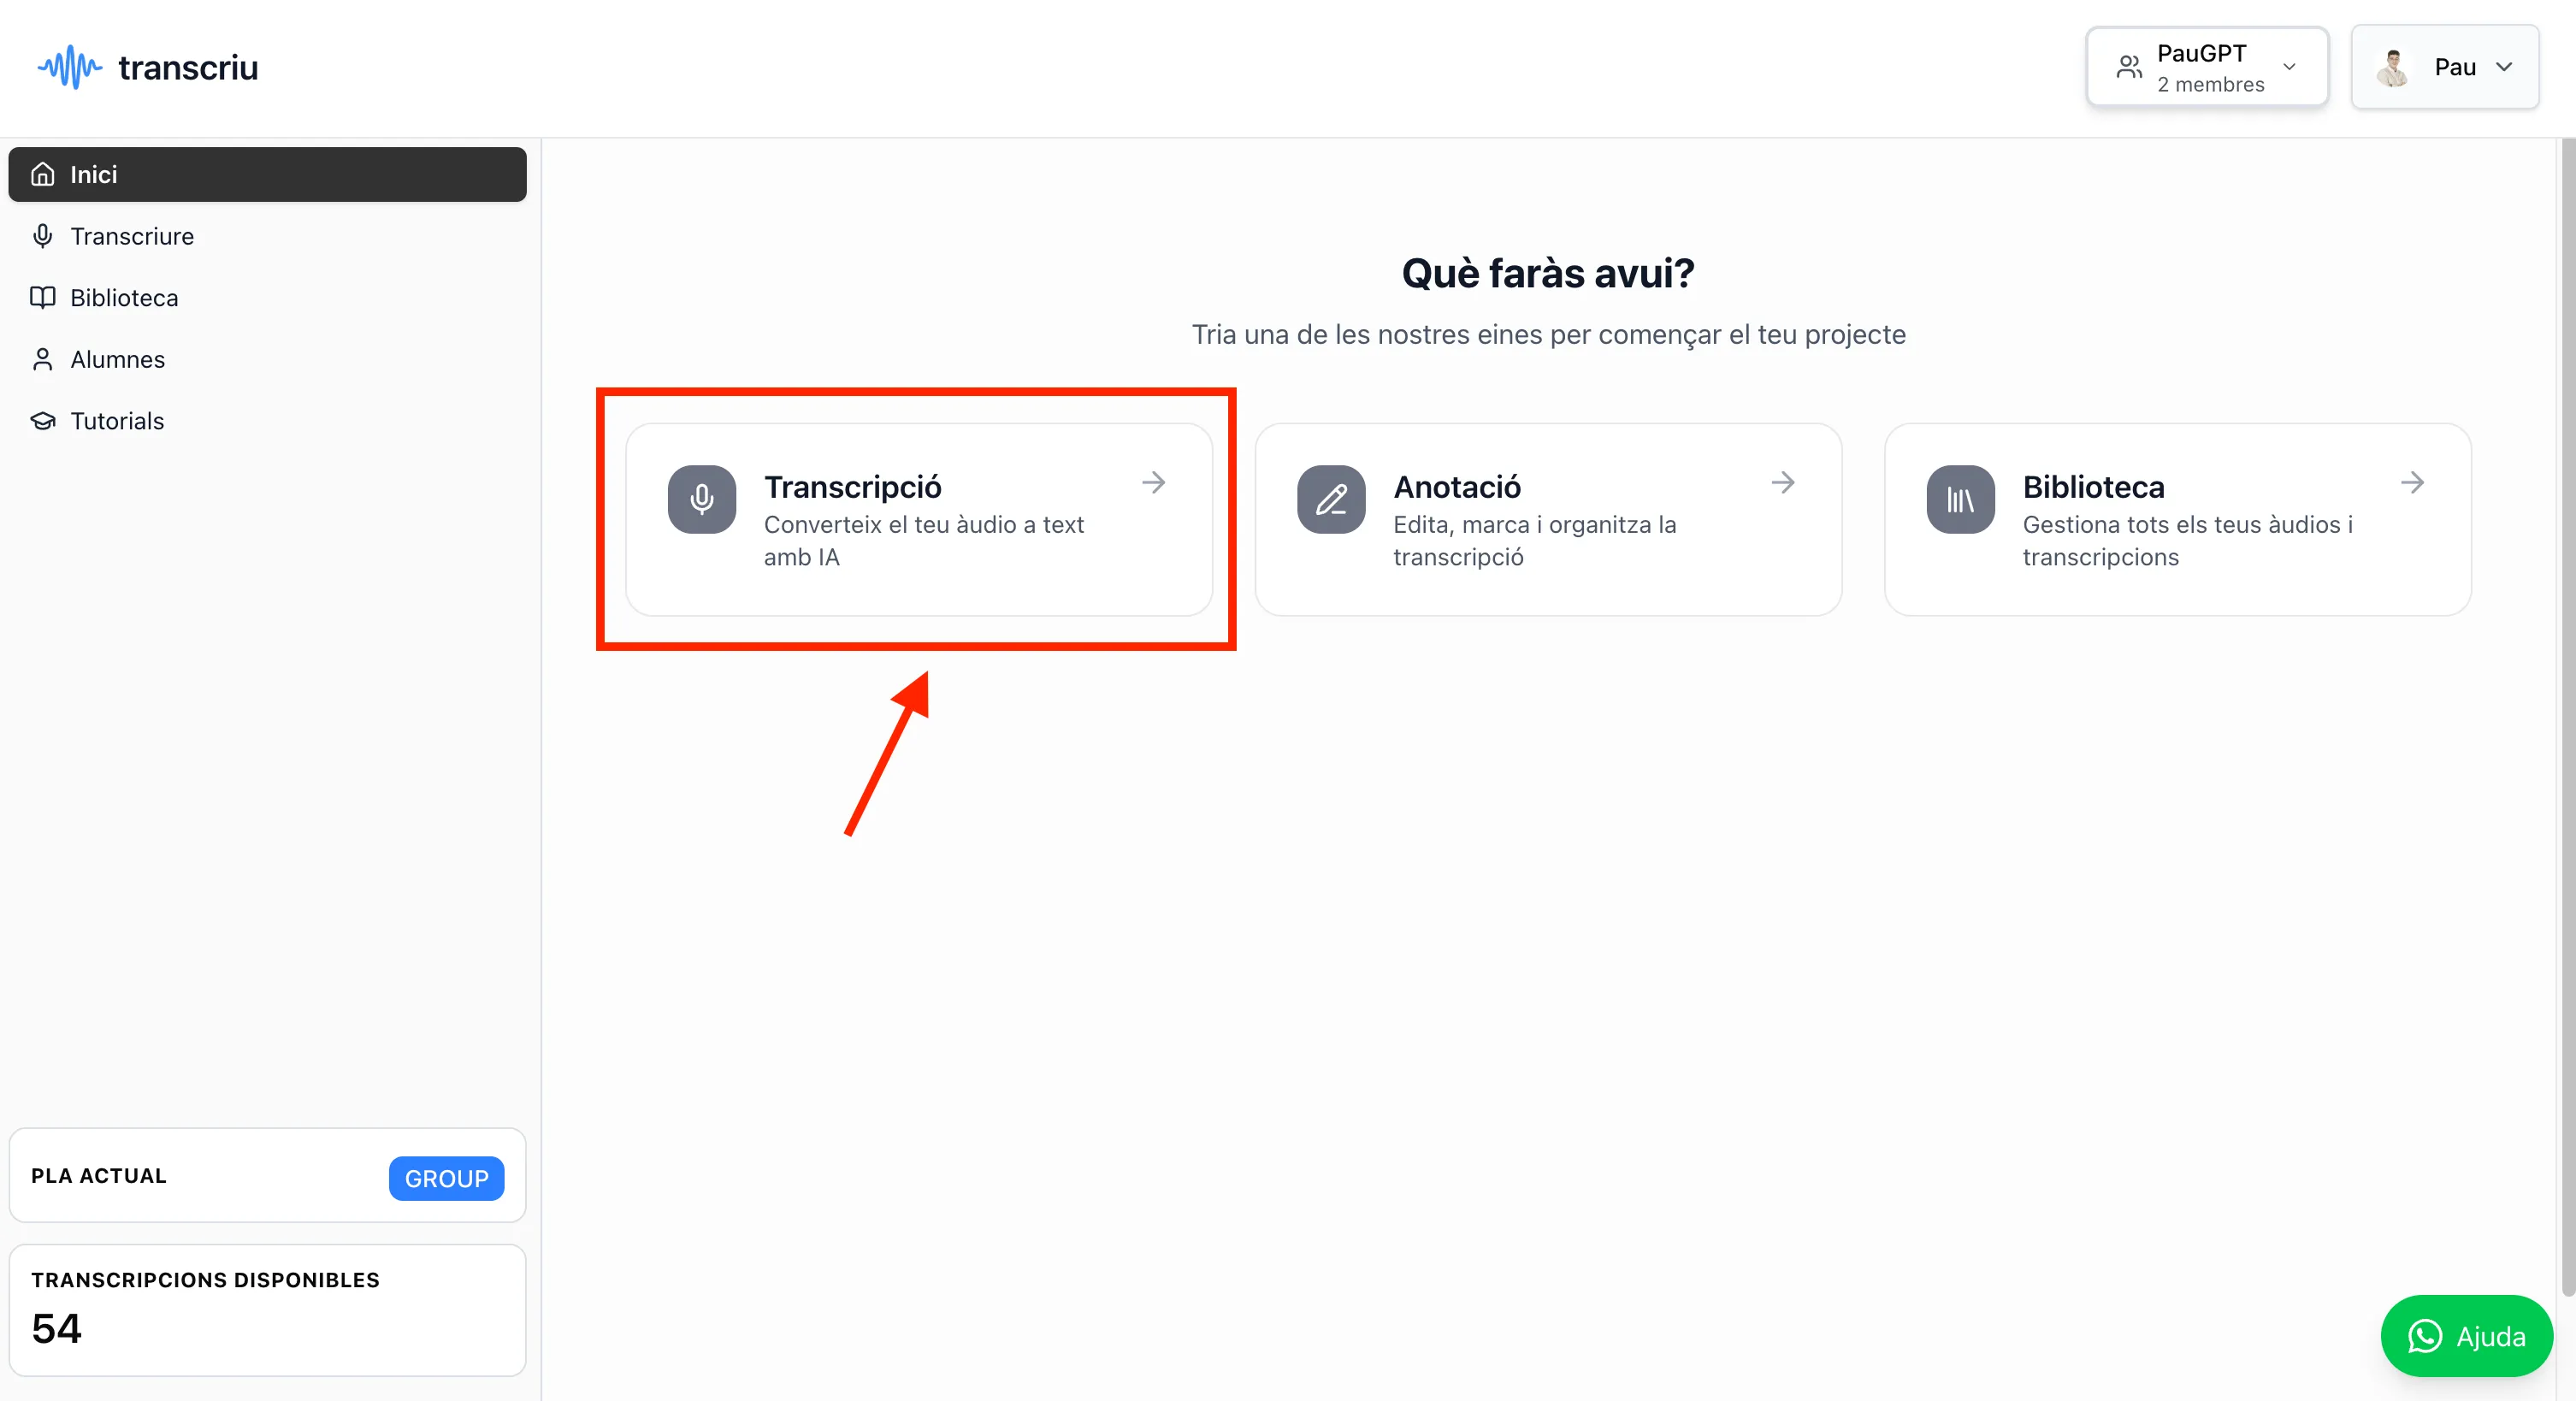 transcriu
PauGPT
2 membres
Pau
Inici
Transcriure
Biblioteca
Alumnes
Tutorials
Què faràs avui?
Tria una de les nostres eines per començar el teu projecte
Transcripció
Converteix el teu àudio a text
amb IA
Anotació
Edita, marca i organitza la
transcripció
Biblioteca
Gestiona tots els teus àudios i
transcripcions
PLA ACTUAL
GROUP
TRANSCRIPCIONS DISPONIBLES
54
Ajuda